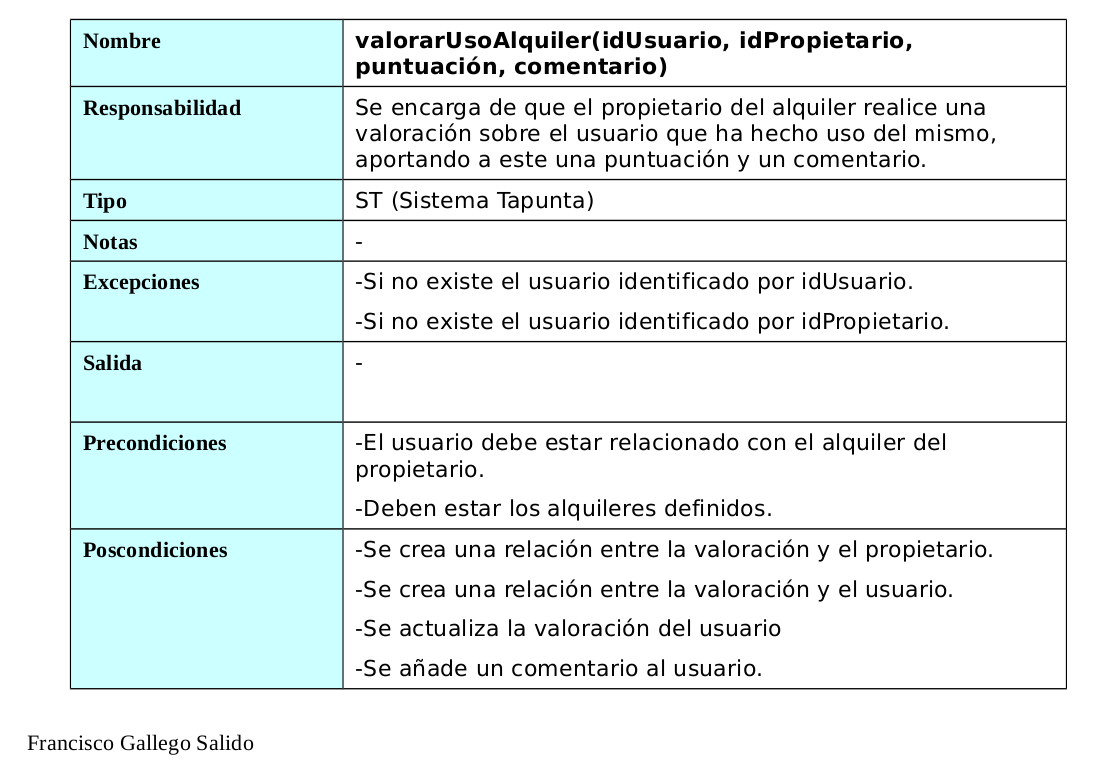 Nombre
valorarUsoAlquiler(idUsuario, idPropietario,
puntuación, comentario)
Responsabilidad
Se encarga de que el propietario del alquiler realice una
valoración sobre el usuario que ha hecho uso del mismo,
aportando a este una puntuación y un comentario.
Tipo
ST (Sistema Tapunta)
Notas
-
Excepciones
-Si no existe el usuario identificado por idUsuario.
-Si no existe el usuario identificado por idPropietario.
Salida
-
Precondiciones
-El usuario debe estar relacionado con el alquiler del
propietario.
-Deben estar los alquileres definidos.
Poscondiciones
-Se crea una relación entre la valoración y el propietario.
-Se crea una relación entre la valoración y el usuario.
-Se actualiza la valoración del usuario
-Se añade un comentario al usuario.
Francisco Gallego Salido